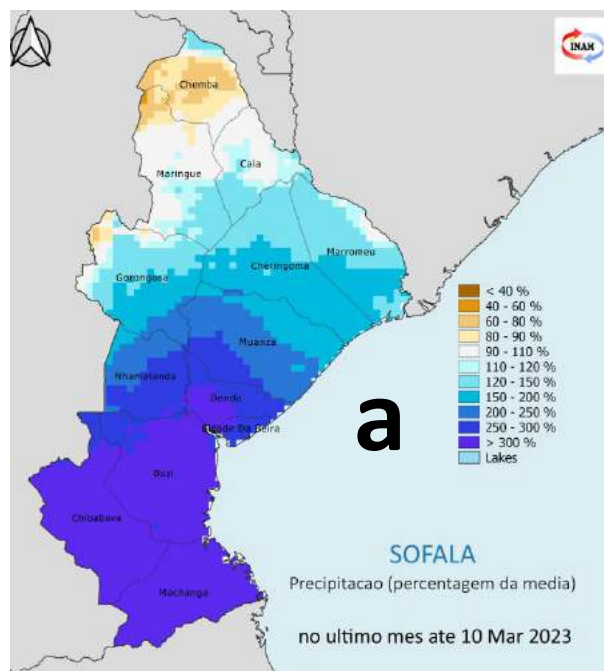 INAM
Chemba
Caia
Maringue
Marromeu
Cheringoma
Gorongosa
Muanza
Nhamatanda
Dondo
Cidade Da Beira
Buzi
Chibabava
Machanga
< 40 %
40 - 60 %
60 - 80 %
80 - 90 %
90 - 110 %
110 - 120 %
120 - 150 %
150 - 200 %
200 - 250 %
250 - 300 %
> 300 %
Lakes
a
SOFALA
Precipitacao (percentagem da media)
no ultimo mes ate 10 Mar 2023